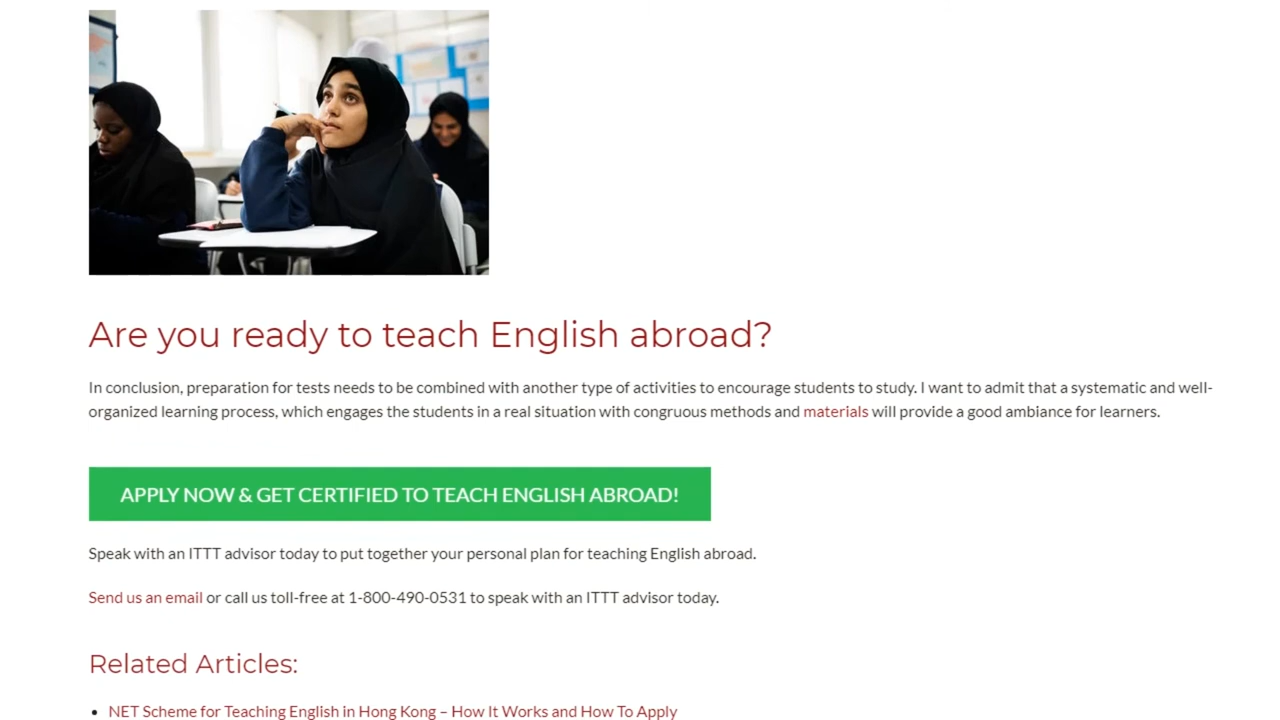 Are you ready to teach English abroad?
In conclusion, preparation for tests needs to be combined with another type of activities to encourage students to study. I want to admit that a systematic and well-
organized learning process, which engages the students in a real situation with congruous methods and materials will provide a good ambiance for learners.
APPLY NOW & GET CERTIFIED TO TEACH ENGLISH ABROAD!
Speak with an ITTT advisor today to put together your personal plan for teaching English abroad.
Send us an email or call us toll-free at 1-800-490-0531 to speak with an ITTT advisor today.
Related Articles:
• NET Scheme for Teaching English in Hong Kong – How It Works and How To Apply